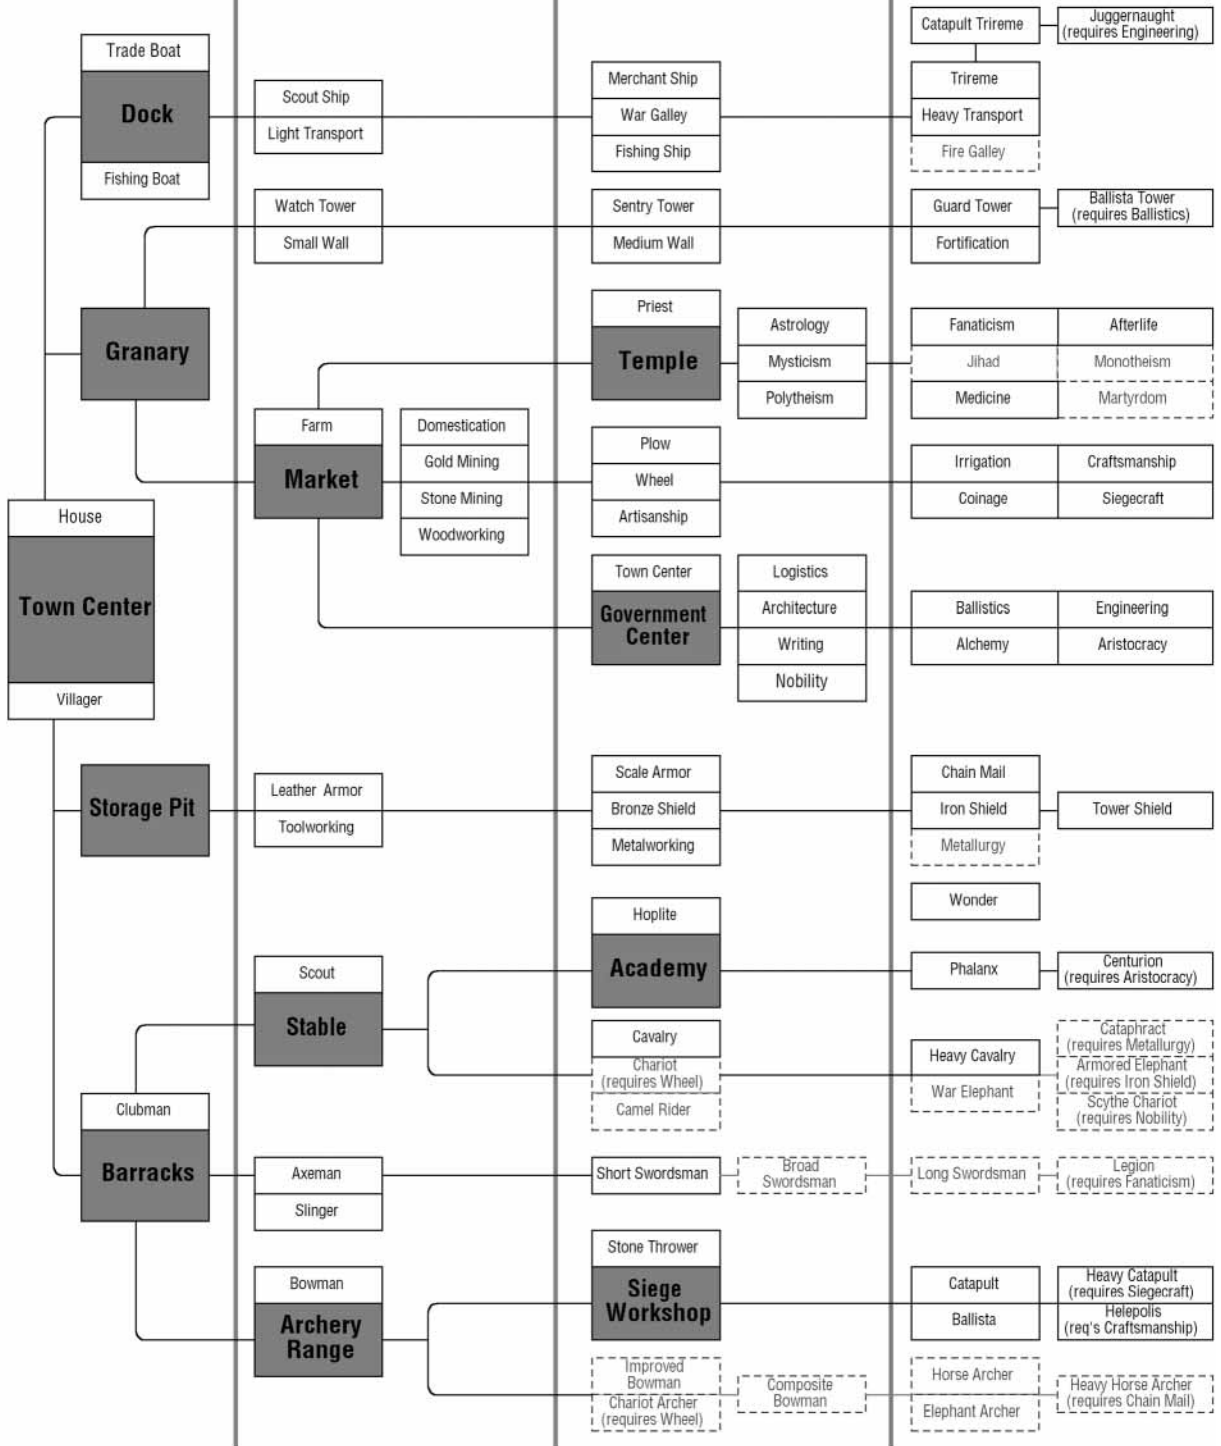 Catapult Trireme
Juggernaught
(requires Engineering)
Trade Boat
Dock
Fishing Boat
Scout Ship
Light Transport
Merchant Ship
War Galley
Fishing Ship
Trireme
Heavy Transport
Fire Galley
Watch Tower
Small Wall
Sentry Tower
Medium Wall
Guard Tower
Fortification
Ballista Tower
(requires Ballistics)
Granary
Priest
Temple
Astrology
Mysticism
Polytheism
Fanaticism
Afterlife
Jihad
Monotheism
Medicine
Martyrdom
Farm
Market
Domestication
Gold Mining
Stone Mining
Woodworking
Plow
Wheel
Artisanship
Irrigation
Craftsmanship
Coinage
Siegecraft
House
Town Center
Villager
Town Center
Government
Center
Logistics
Architecture
Writing
Nobility
Ballistics
Engineering
Alchemy
Aristocracy
Storage Pit
Leather Armor
Toolworking
Scale Armor
Bronze Shield
Metalworking
Chain Mail
Iron Shield
Metallurgy
Tower Shield
Wonder
Hoplite
Academy
Phalanx
Centurion
(requires Aristocracy)
Scout
Stable
Cavalry
Chariot
(requires Wheel)
Camel Rider
Heavy Cavalry
War Elephant
Cataphract
(requires Metallurgy)
Armored Elephant
(requires Iron Shield)
Scythe Chariot
(requires Nobility)
Clubman
Barracks
Axeman
Slinger
Short Swordsman
Broad
Swordsman
Long Swordsman
Legion
(requires Fanaticism)
Bowman
Archery
Range
Stone Thrower
Siege
Workshop
Catapult
Ballista
Heavy Catapult
(requires Siegecraft)
Helepolis
(req's Craftsmanship)
Improved
Bowman
Chariot Archer
(requires Wheel)
Composite
Bowman
Horse Archer
Elephant Archer
Heavy Horse Archer
(requires Chain Mail)